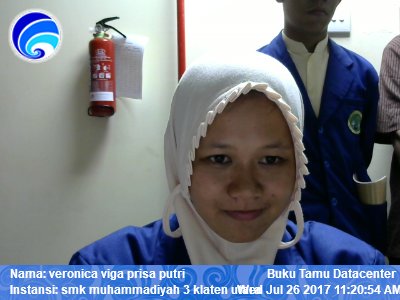 Nama: veronica viga prisa putri
Buku Tamu Datacenter
Instansi: smk muhammadiyah 3 klaten
Wed Jul 26 2017 11:20:54 AM